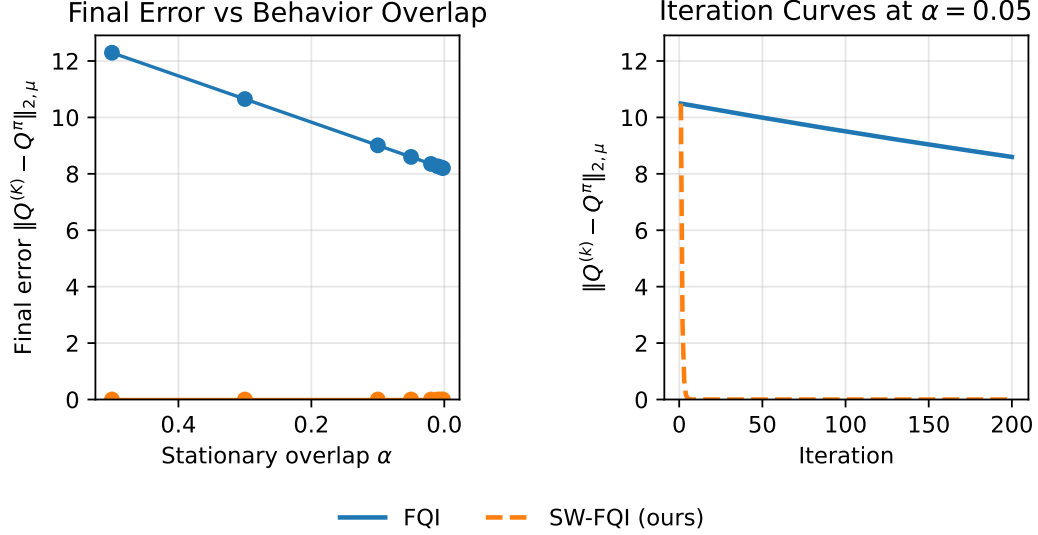 Final Error vs Behavior Overlap
Final error ‖Q^(K) − Q^π‖_2,μ
12
10
8
6
4
2
0
0.4
0.2
0.0
Stationary overlap α
Iteration Curves at α = 0.05
‖Q^(k) − Q^π‖_2,μ
12
10
8
6
4
2
0
0
50
100
150
200
Iteration
FQI
SW-FQI (ours)